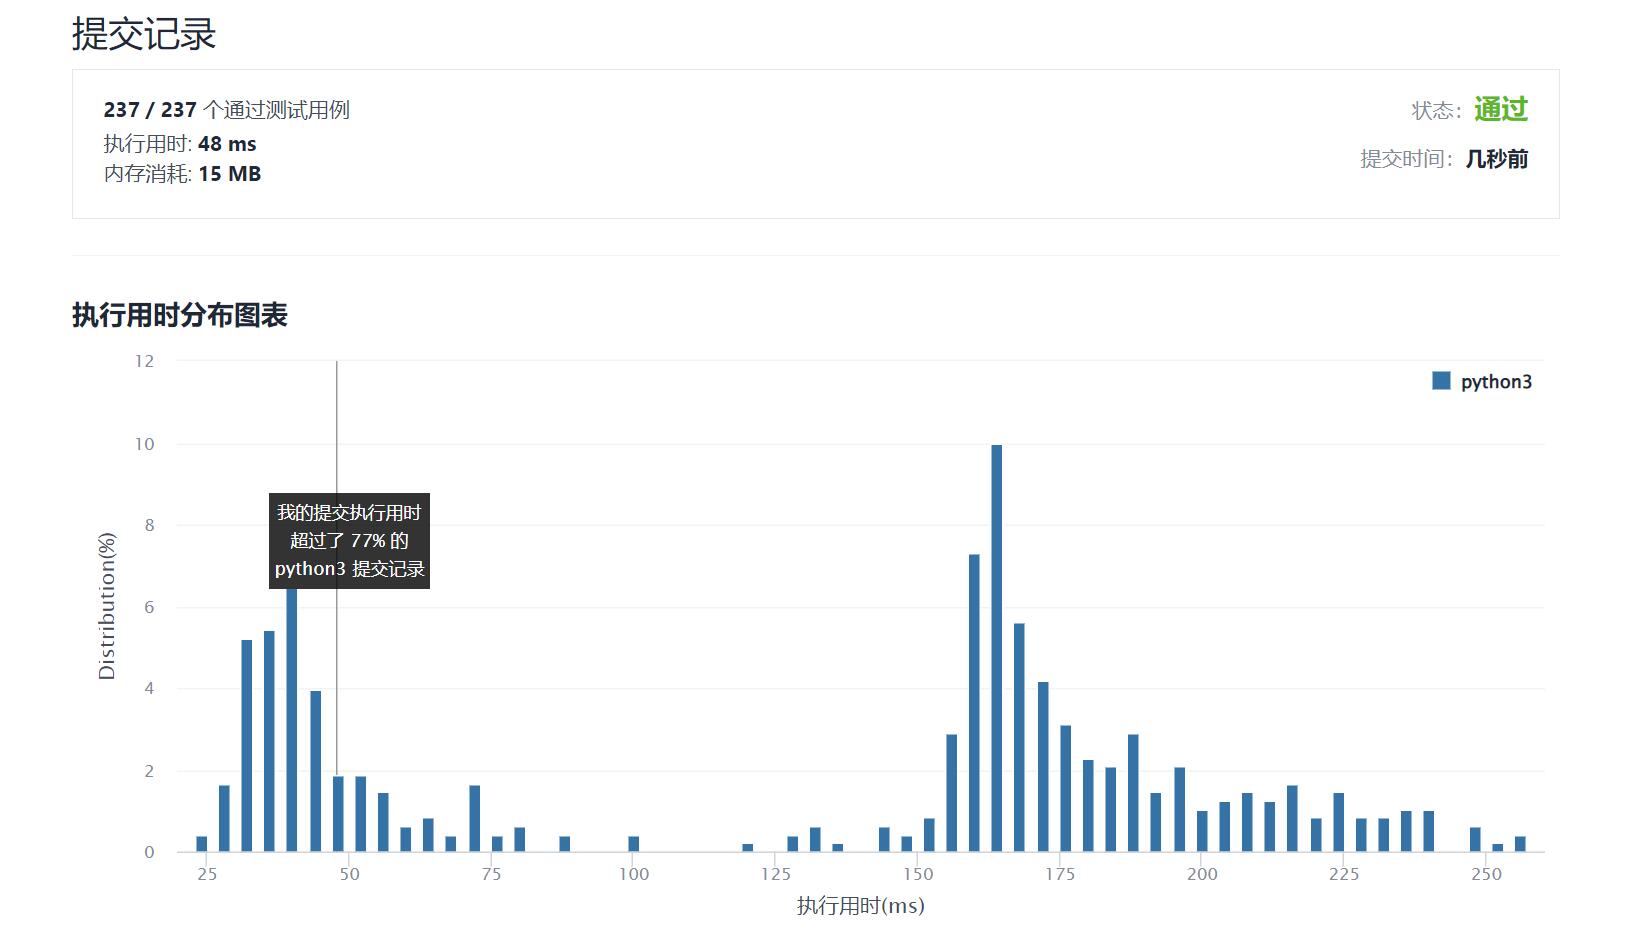 提交记录
237 / 237 个通过测试用例
状态：通过
执行用时: 48 ms
提交时间：几秒前
内存消耗: 15 MB
执行用时分布图表
12
python3
10
我的提交执行用时
超过了 77% 的
python3 提交记录
8
6
4
2
0
Distribution(%)
25 50 75 100 125 150 175 200 225 250
执行用时(ms)